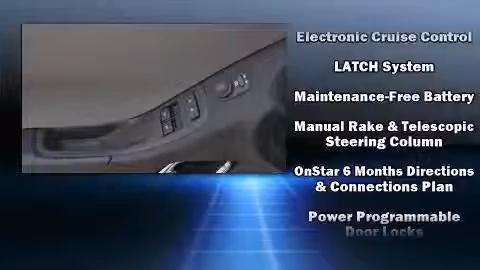 Electronic Cruise Control
LATCH System
Maintenance-Free Battery
Manual Rake & Telescopic
Steering Column
OnStar 6 Months Directions
& Connections Plan
Power Programmable
Door Locks